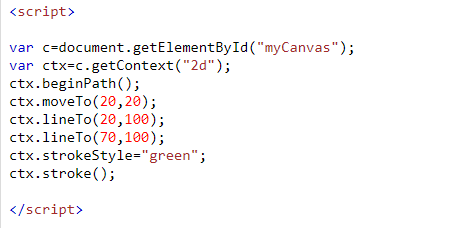 <script>
var c=document.getElementById("myCanvas");
var ctx=c.getContext("2d");
ctx.beginPath();
ctx.moveTo(20,20);
ctx.lineTo(20,100);
ctx.lineTo(70,100);
ctx.strokeStyle="green";
ctx.stroke();
</script>